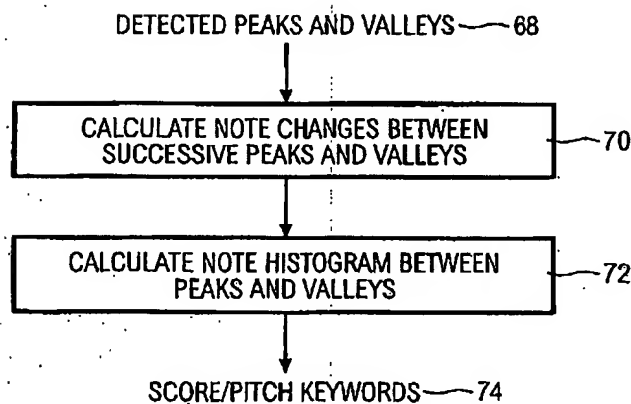 DETECTED PEAKS AND VALLEYS 68
CALCULATE NOTE CHANGES BETWEEN
SUCCESSIVE PEAKS AND VALLEYS 70
CALCULATE NOTE HISTOGRAM BETWEEN
PEAKS AND VALLEYS 72
SCORE/PITCH KEYWORDS 74